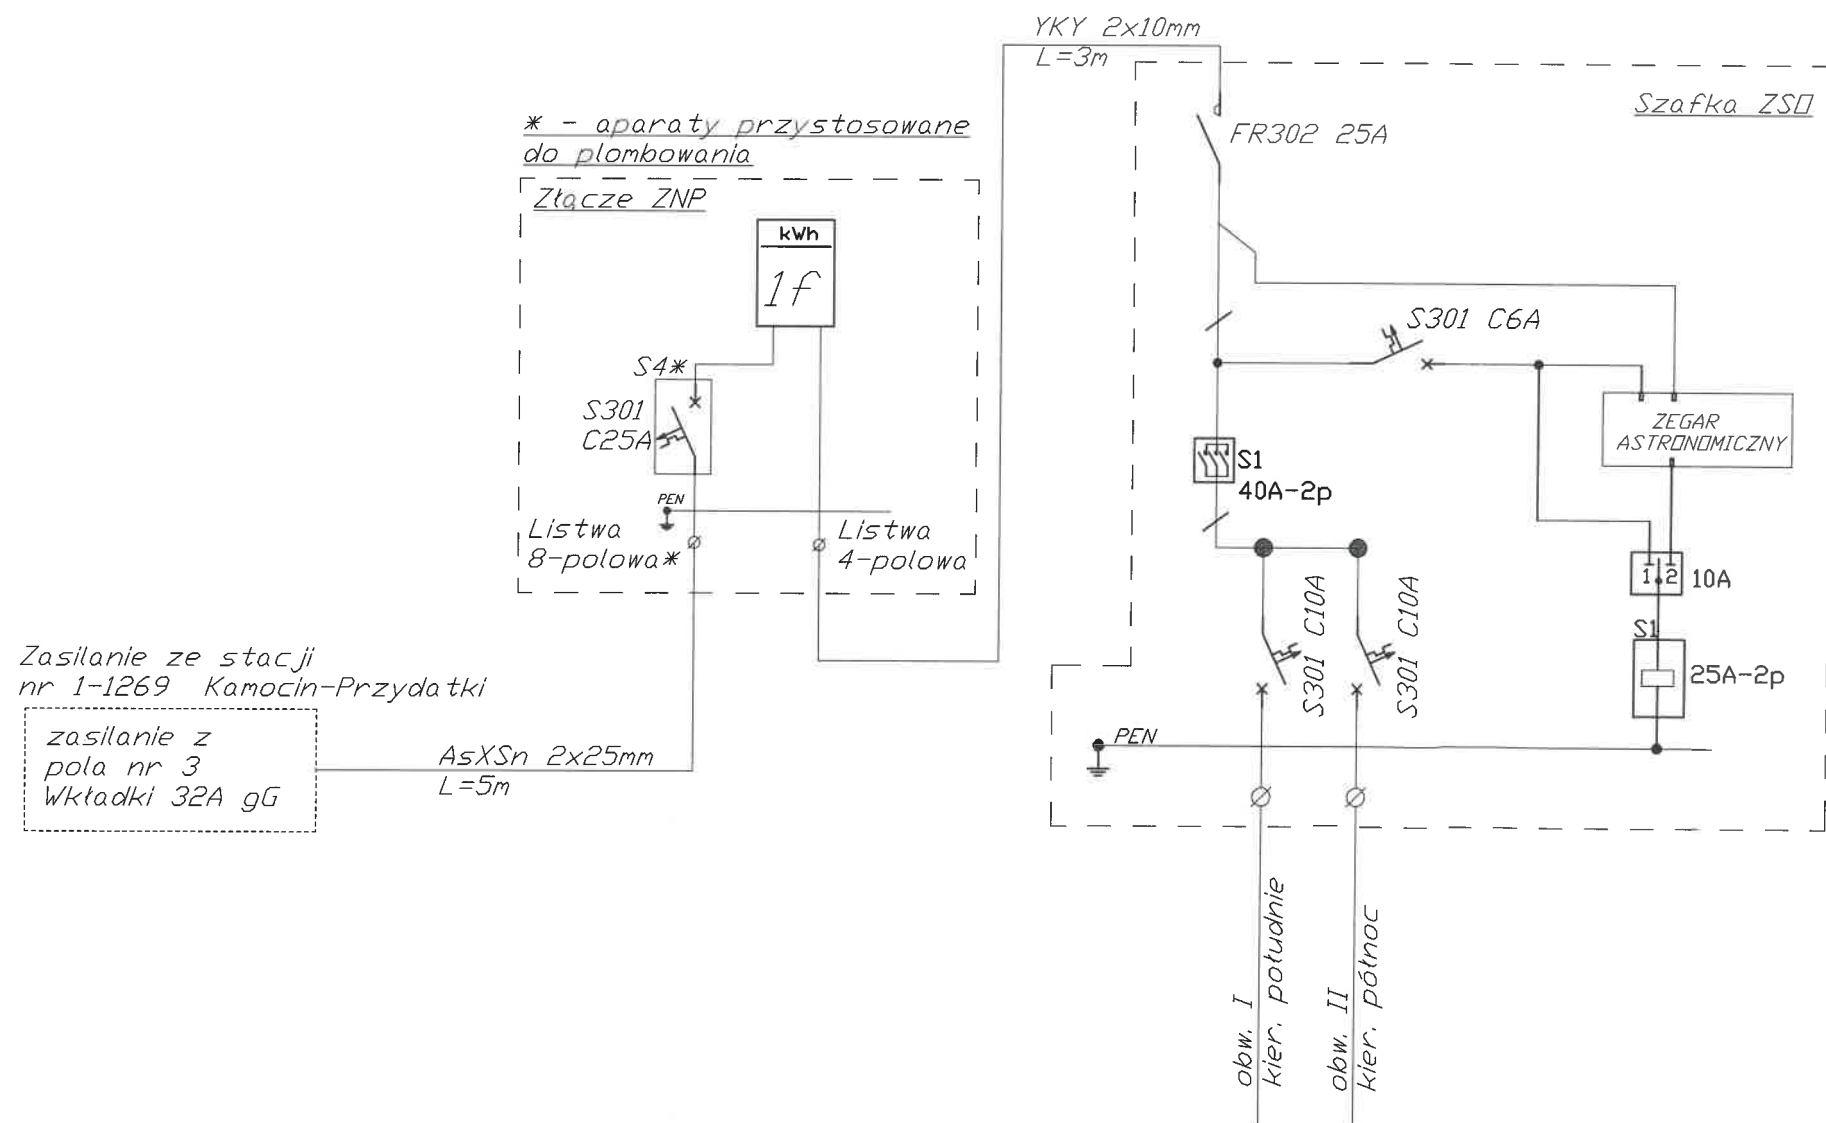 YKY 2x10mm
L=3m
Szafka ZSO
* - aparaty przystosowane
do plombowania
FR302 25A
Złącze ZNP
kWh
1f
S301 C6A
S4*
S301
C25A
ZEGAR
ASTRONOMICZNY
S1
40A-2p
PEN
Listwa
8-polowa*
Listwa
4-polowa
1 2
10A
S301 C10A
S301 C10A
S1
25A-2p
Zasilanie ze stacji
nr 1-1269 Kamocin-Przydatki
zasilanie z
pola nr 3
Wkładki 32A gG
AsXSn 2x25mm
L=5m
PEN
obw. I
kier. południe
obw. II
kier. północ